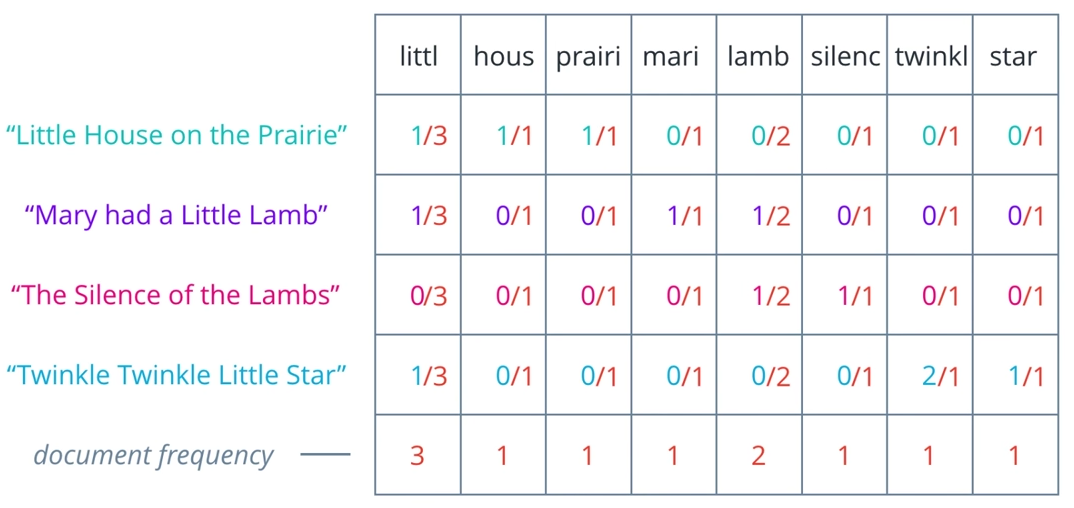 littl hous prairi mari lamb silenc twinkl star
“Little House on the Prairie” 1/3 1/1 1/1 0/1 0/2 0/1 0/1 0/1
“Mary had a Little Lamb” 1/3 0/1 0/1 1/1 1/2 0/1 0/1 0/1
“The Silence of the Lambs” 0/3 0/1 0/1 0/1 1/2 1/1 0/1 0/1
“Twinkle Twinkle Little Star” 1/3 0/1 0/1 0/1 0/2 0/1 2/1 1/1
document frequency 3 1 1 1 2 1 1 1